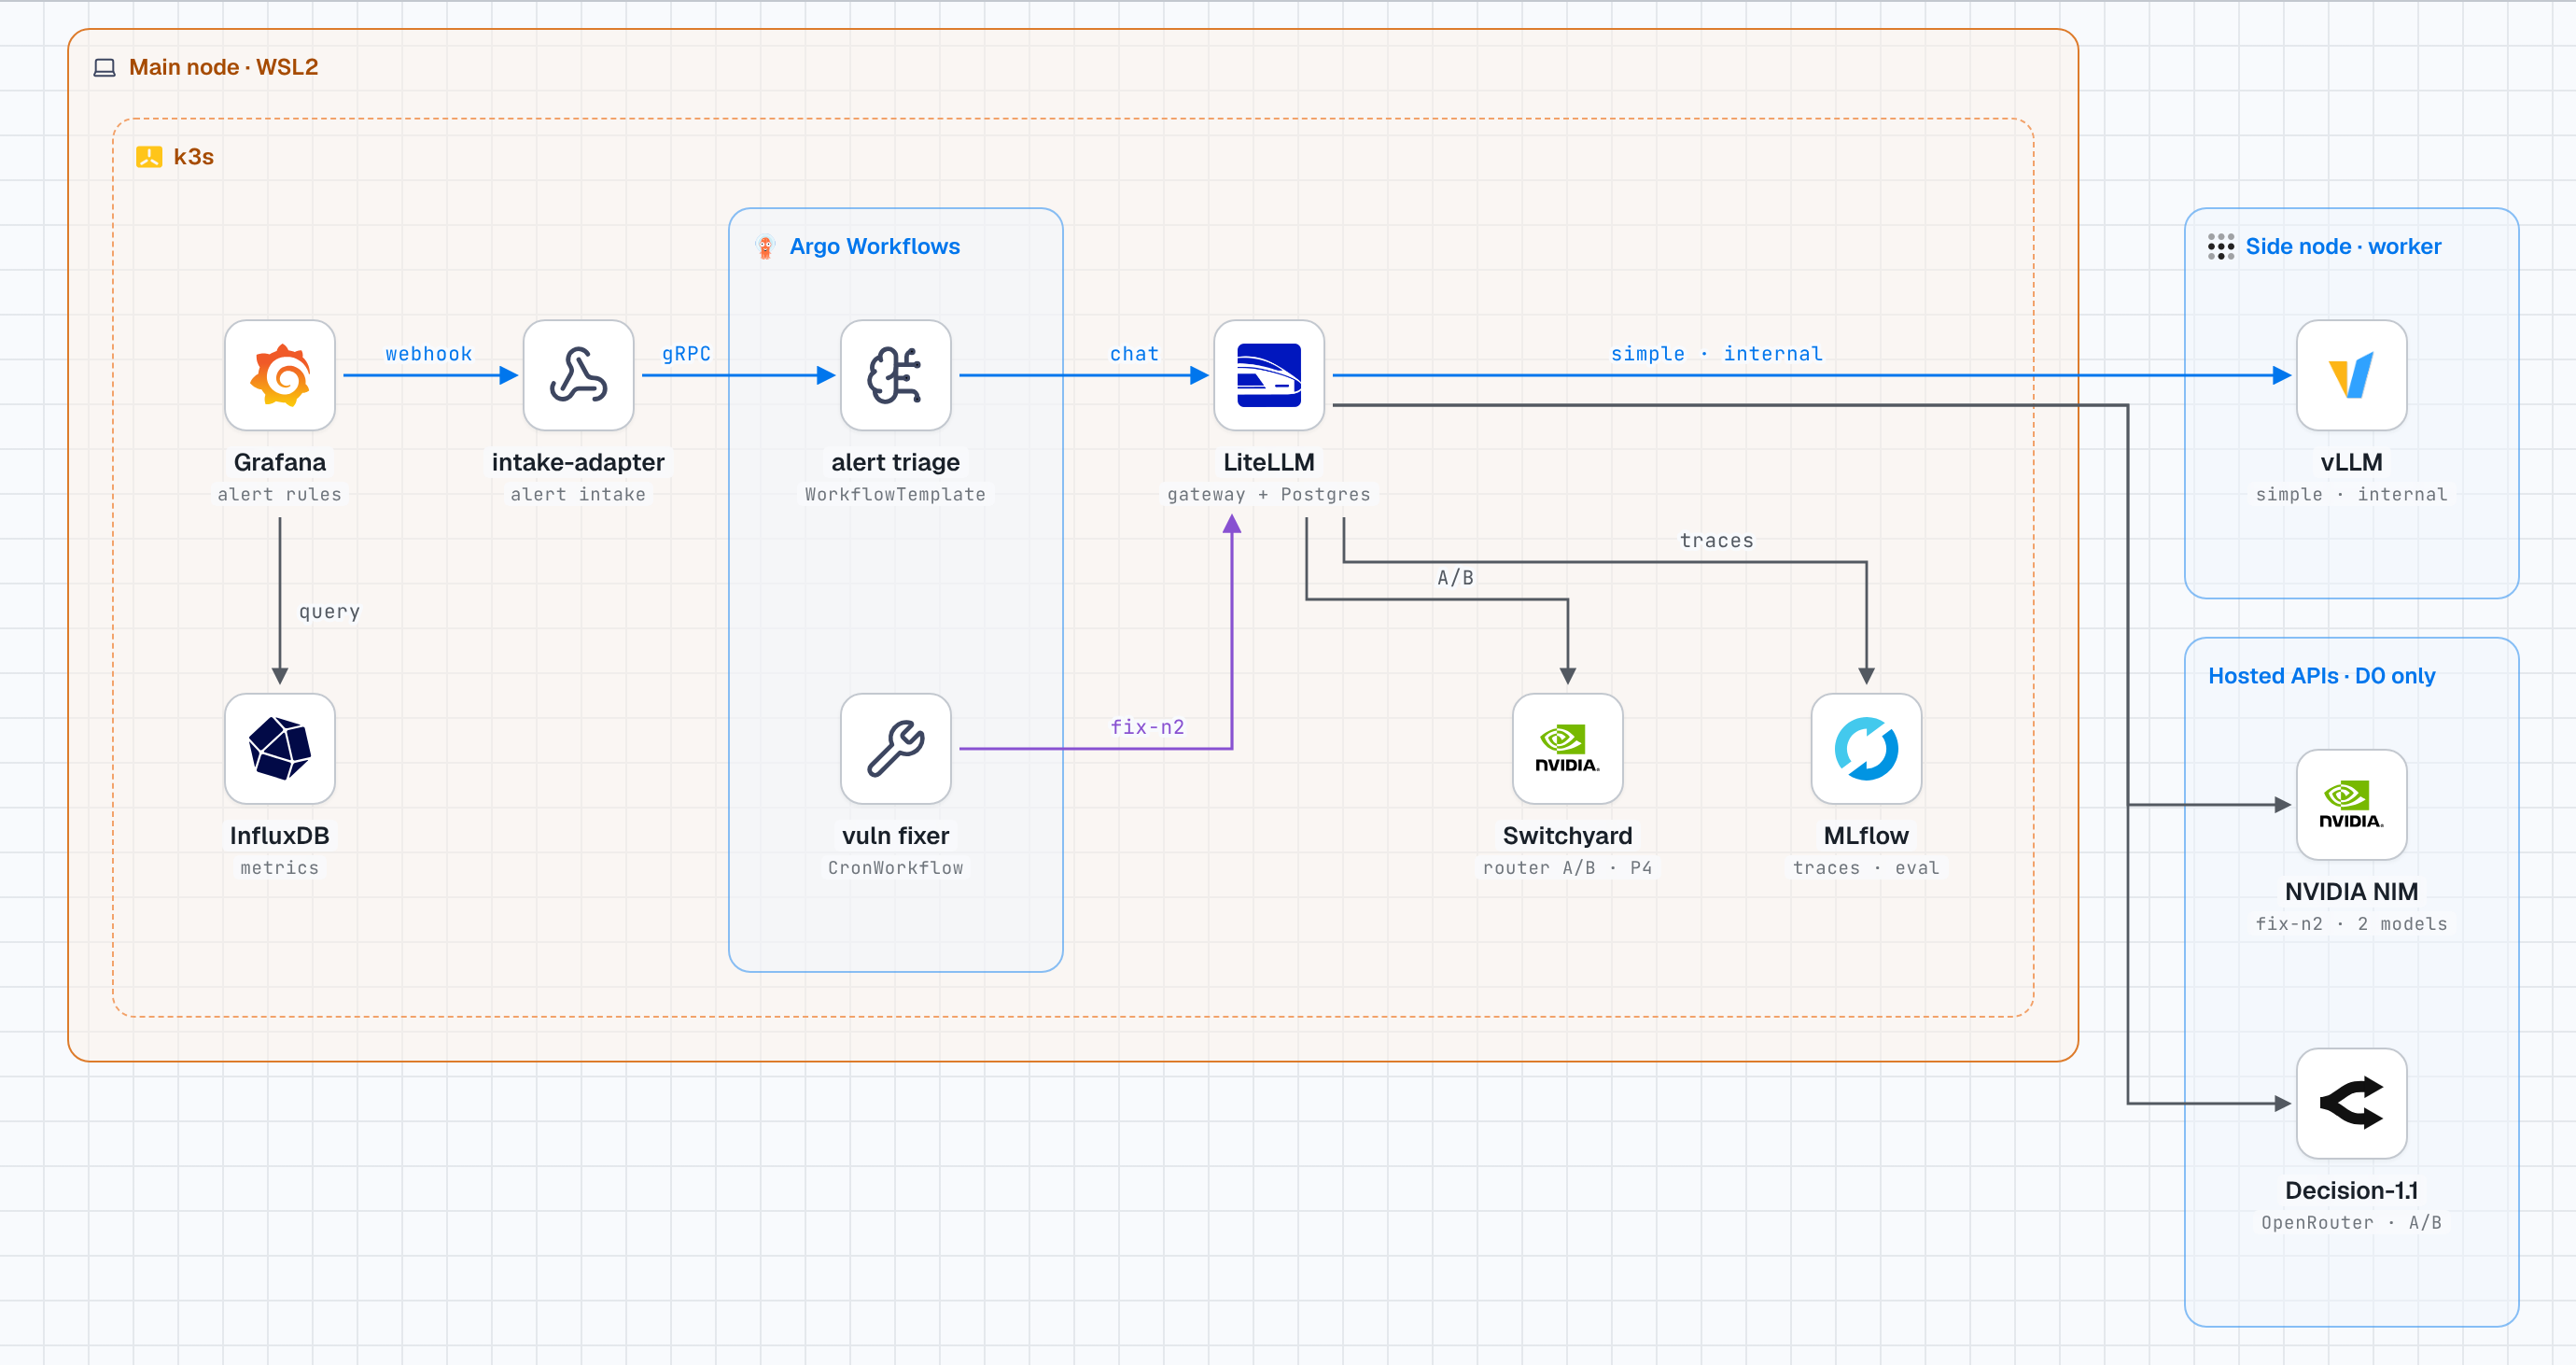 Main node · WSL2
k3s
Argo Workflows
Side node · worker
webhook
gRPC
chat
simple · internal
Grafana
alert rules
intake-adapter
alert intake
alert triage
WorkflowTemplate
LiteLLM
gateway + Postgres
vLLM
simple · internal
traces
A/B
query
Hosted APIs · D0 only
fix-n2
NVIDIA.
NVIDIA.
InfluxDB
metrics
vuln fixer
CronWorkflow
Switchyard
router A/B · P4
MLflow
traces · eval
NVIDIA NIM
fix-n2 · 2 models
Decision-1.1
OpenRouter · A/B